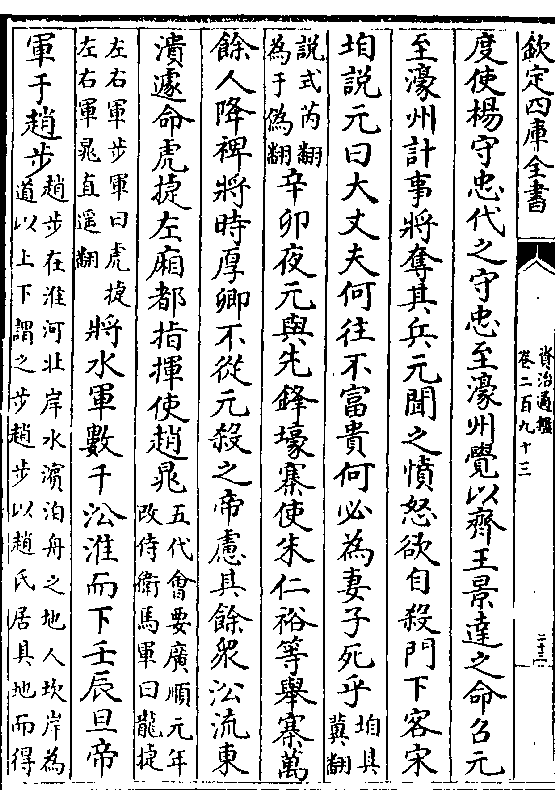 欽定四庫全書
資治通鑑
卷二百九十三
二十三
度使楊守忠代之守忠至濠州覺以齊王景達之命召元
至濠州計事將奪其兵元聞之憤怒欲自殺門下客宋
垍說元曰大丈夫何往不富貴何必為妻子死乎垍具冀翻
說式芮翻為于偽翻辛卯夜元與先鋒壕寨使朱仁裕等舉寨萬
餘人降裨將時厚卿不從元殺之帝慮其餘眾沿流東
潰遽命虎捷左廂都指揮使趙晁五代會要廣順元年改侍衛馬軍曰龍捷
左右軍步軍曰虎捷左右軍晁直遥翻將水軍數千沿淮而下壬辰旦帝
軍于趙步趙步在淮河北岸水濱泊舟之地人坎岸為道以上下謂之步趙步以趙氏居其地而得